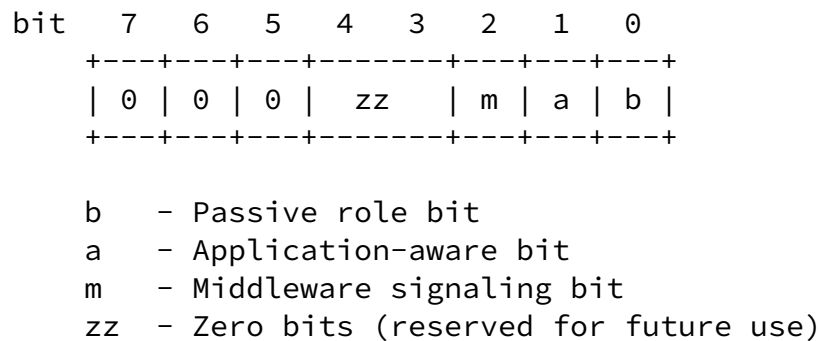 bit 7 6 5 4 3 2 1 0
+---+---+---+-------+---+---+---+
| 0 | 0 | 0 | zz | m | a | b |
+---+---+---+-------+---+---+---+
b - Passive role bit
a - Application-aware bit
m - Middleware signaling bit
zz - Zero bits (reserved for future use)